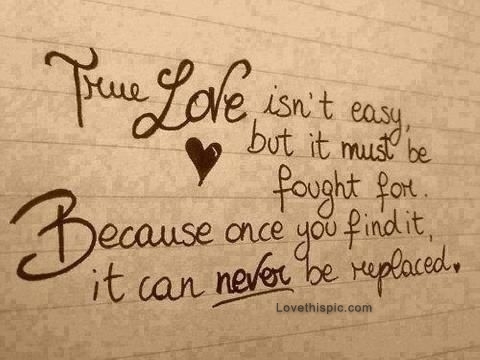 True Love isn't easy,
but it must be
fought for.
Because once you find it,
it can never be replaced.
Lovethispic.com